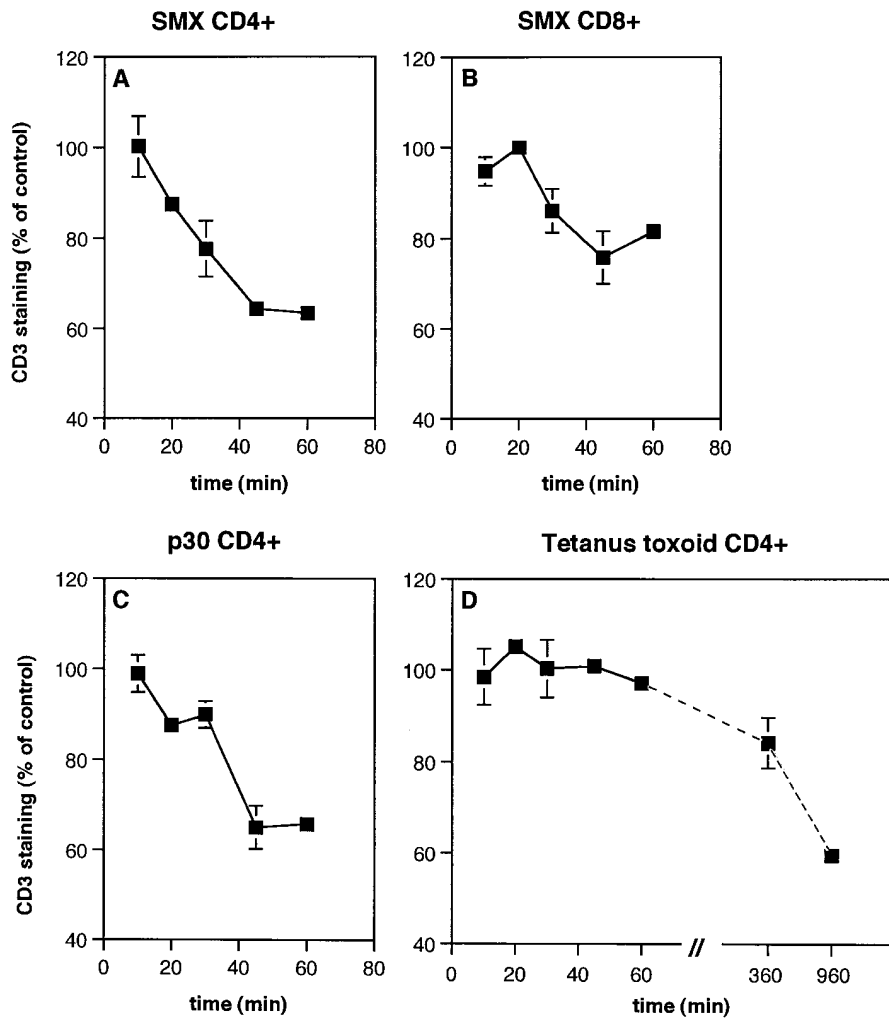 SMX CD4+
SMX CD8+
A
B
CD3 staining (% of control)
120
100
80
60
40
0 20 40 60 80
time (min)
120
100
80
60
40
0 20 40 60 80
time (min)
p30 CD4+
Tetanus toxoid CD4+
C
D
CD3 staining (% of control)
120
100
80
60
40
0 20 40 60 80
time (min)
120
100
80
60
40
0 20 40 60 // 360 960
time (min)